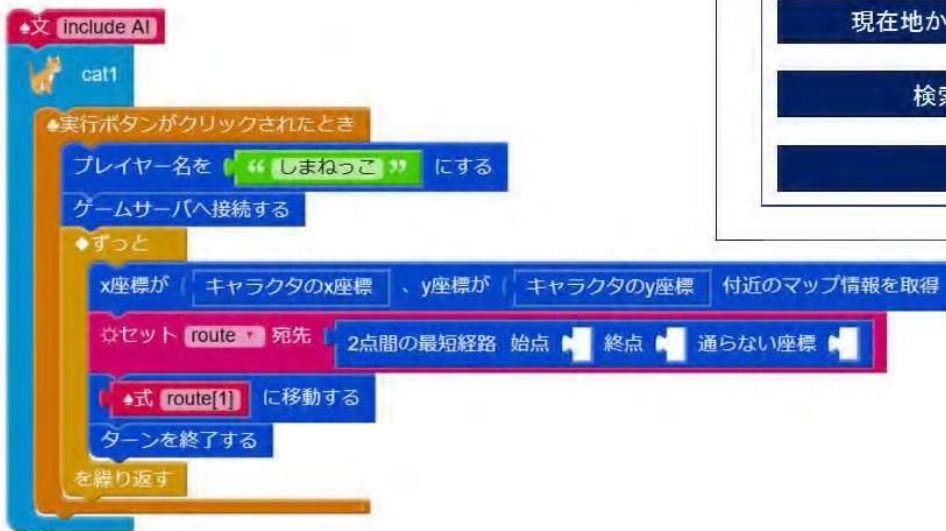 文 include AI
cat1
実行ボタンがクリックされたとき
プレイヤー名を “ しまねっこ ” にする
ゲームサーバへ接続する
ずっと
x座標が キャラクタのx座標 、y座標が キャラクタのy座標 付近のマップ情報を取得
セット route 宛先 2点間の最短経路 始点 終点 通らない座標
式 route[1] に移動する
ターンを終了する
を繰り返す
現在地か
検索